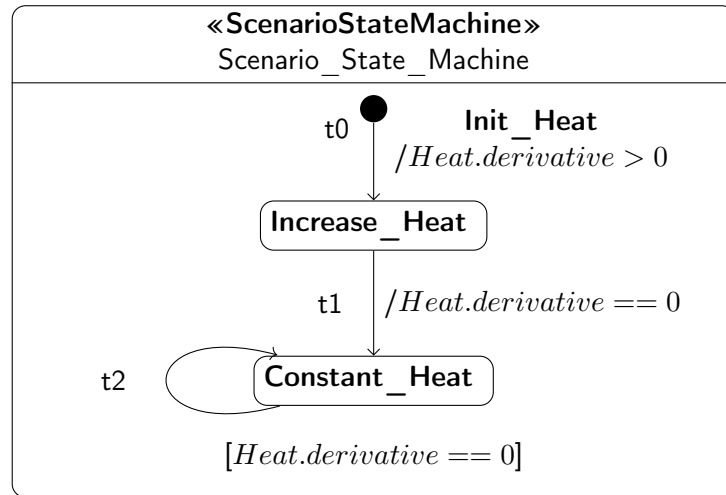 «ScenarioStateMachine»
Scenario_State_Machine
t0
Init_Heat
/Heat.derivative > 0
Increase_Heat
t1
/Heat.derivative == 0
t2
Constant_Heat
[Heat.derivative == 0]